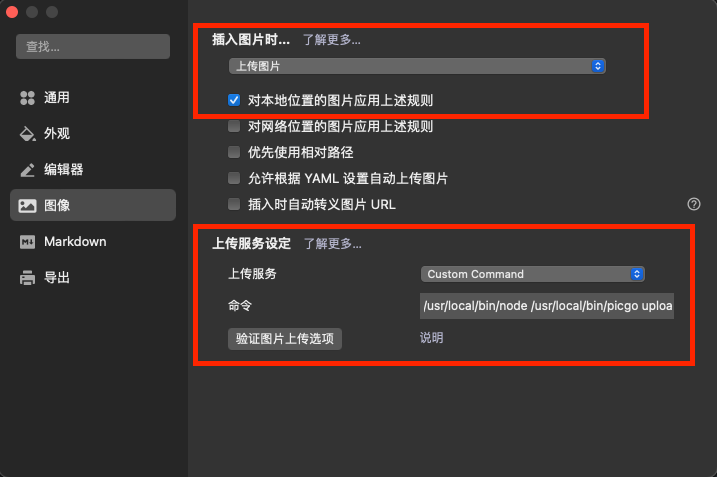 查找...
通用
外观
编辑器
图像
Markdown
导出
插入图片时... 了解更多...
上传图片
对本地位置的图片应用上述规则
对网络位置的图片应用上述规则
优先使用相对路径
允许根据 YAML 设置自动上传图片
插入时自动转义图片 URL
上传服务设定 了解更多...
上传服务 Custom Command
命令 /usr/local/bin/node /usr/local/bin/picgo uploa
验证图片上传选项 说明